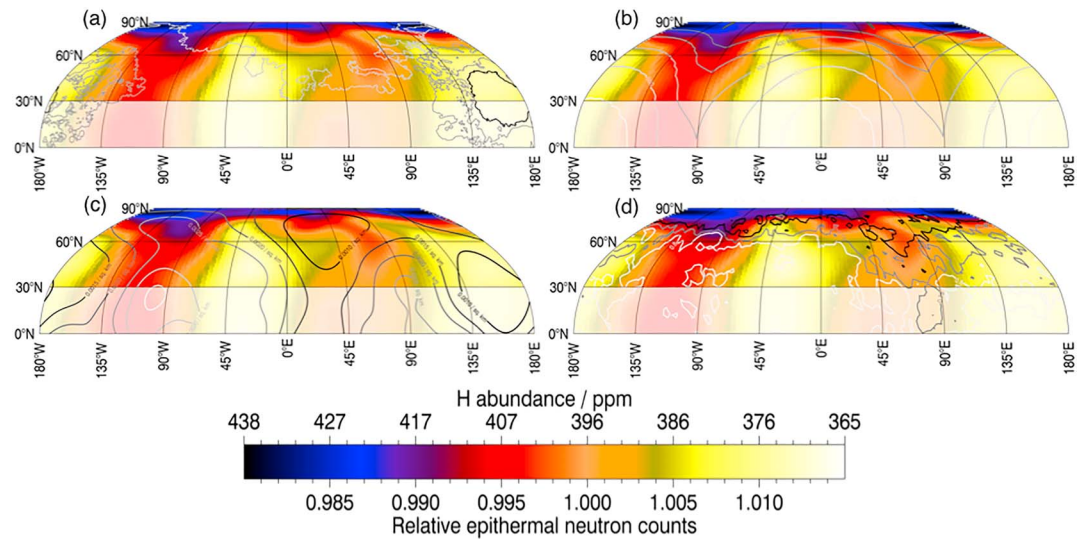 (a)
90°N
60°N
30°N
0°N
180°W
135°W
90°W
45°W
0°E
45°E
90°E
135°E
180°E
(b)
90°N
60°N
30°N
0°N
180°W
135°W
90°W
45°W
0°E
45°E
90°E
135°E
180°E
(c)
90°N
60°N
30°N
0°N
180°W
135°W
90°W
45°W
0°E
45°E
90°E
135°E
180°E
(d)
90°N
60°N
30°N
0°N
180°W
135°W
90°W
45°W
0°E
45°E
90°E
135°E
180°E
H abundance / ppm
438 427 417 407 396 386 376 365
0.985 0.990 0.995 1.000 1.005 1.010
Relative epithermal neutron counts